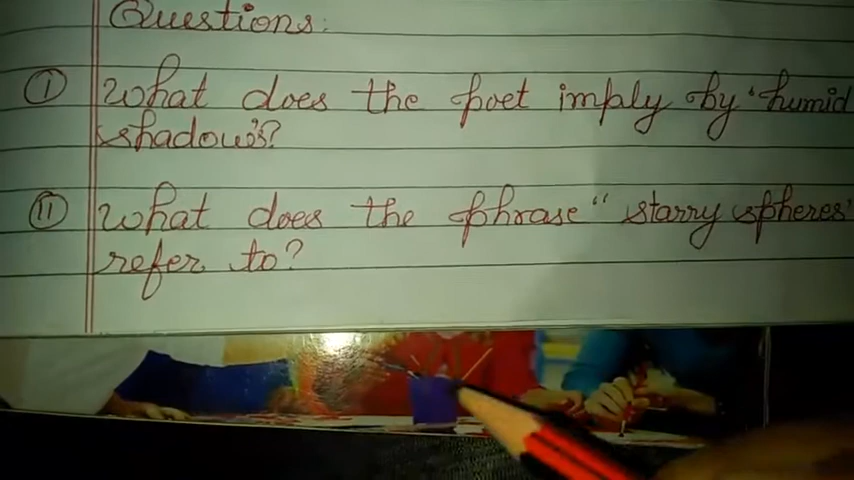 Questions:
(i) What does the poet imply by "humid
shadows"?
(ii) What does the phrase "starry spheres"
refer to?